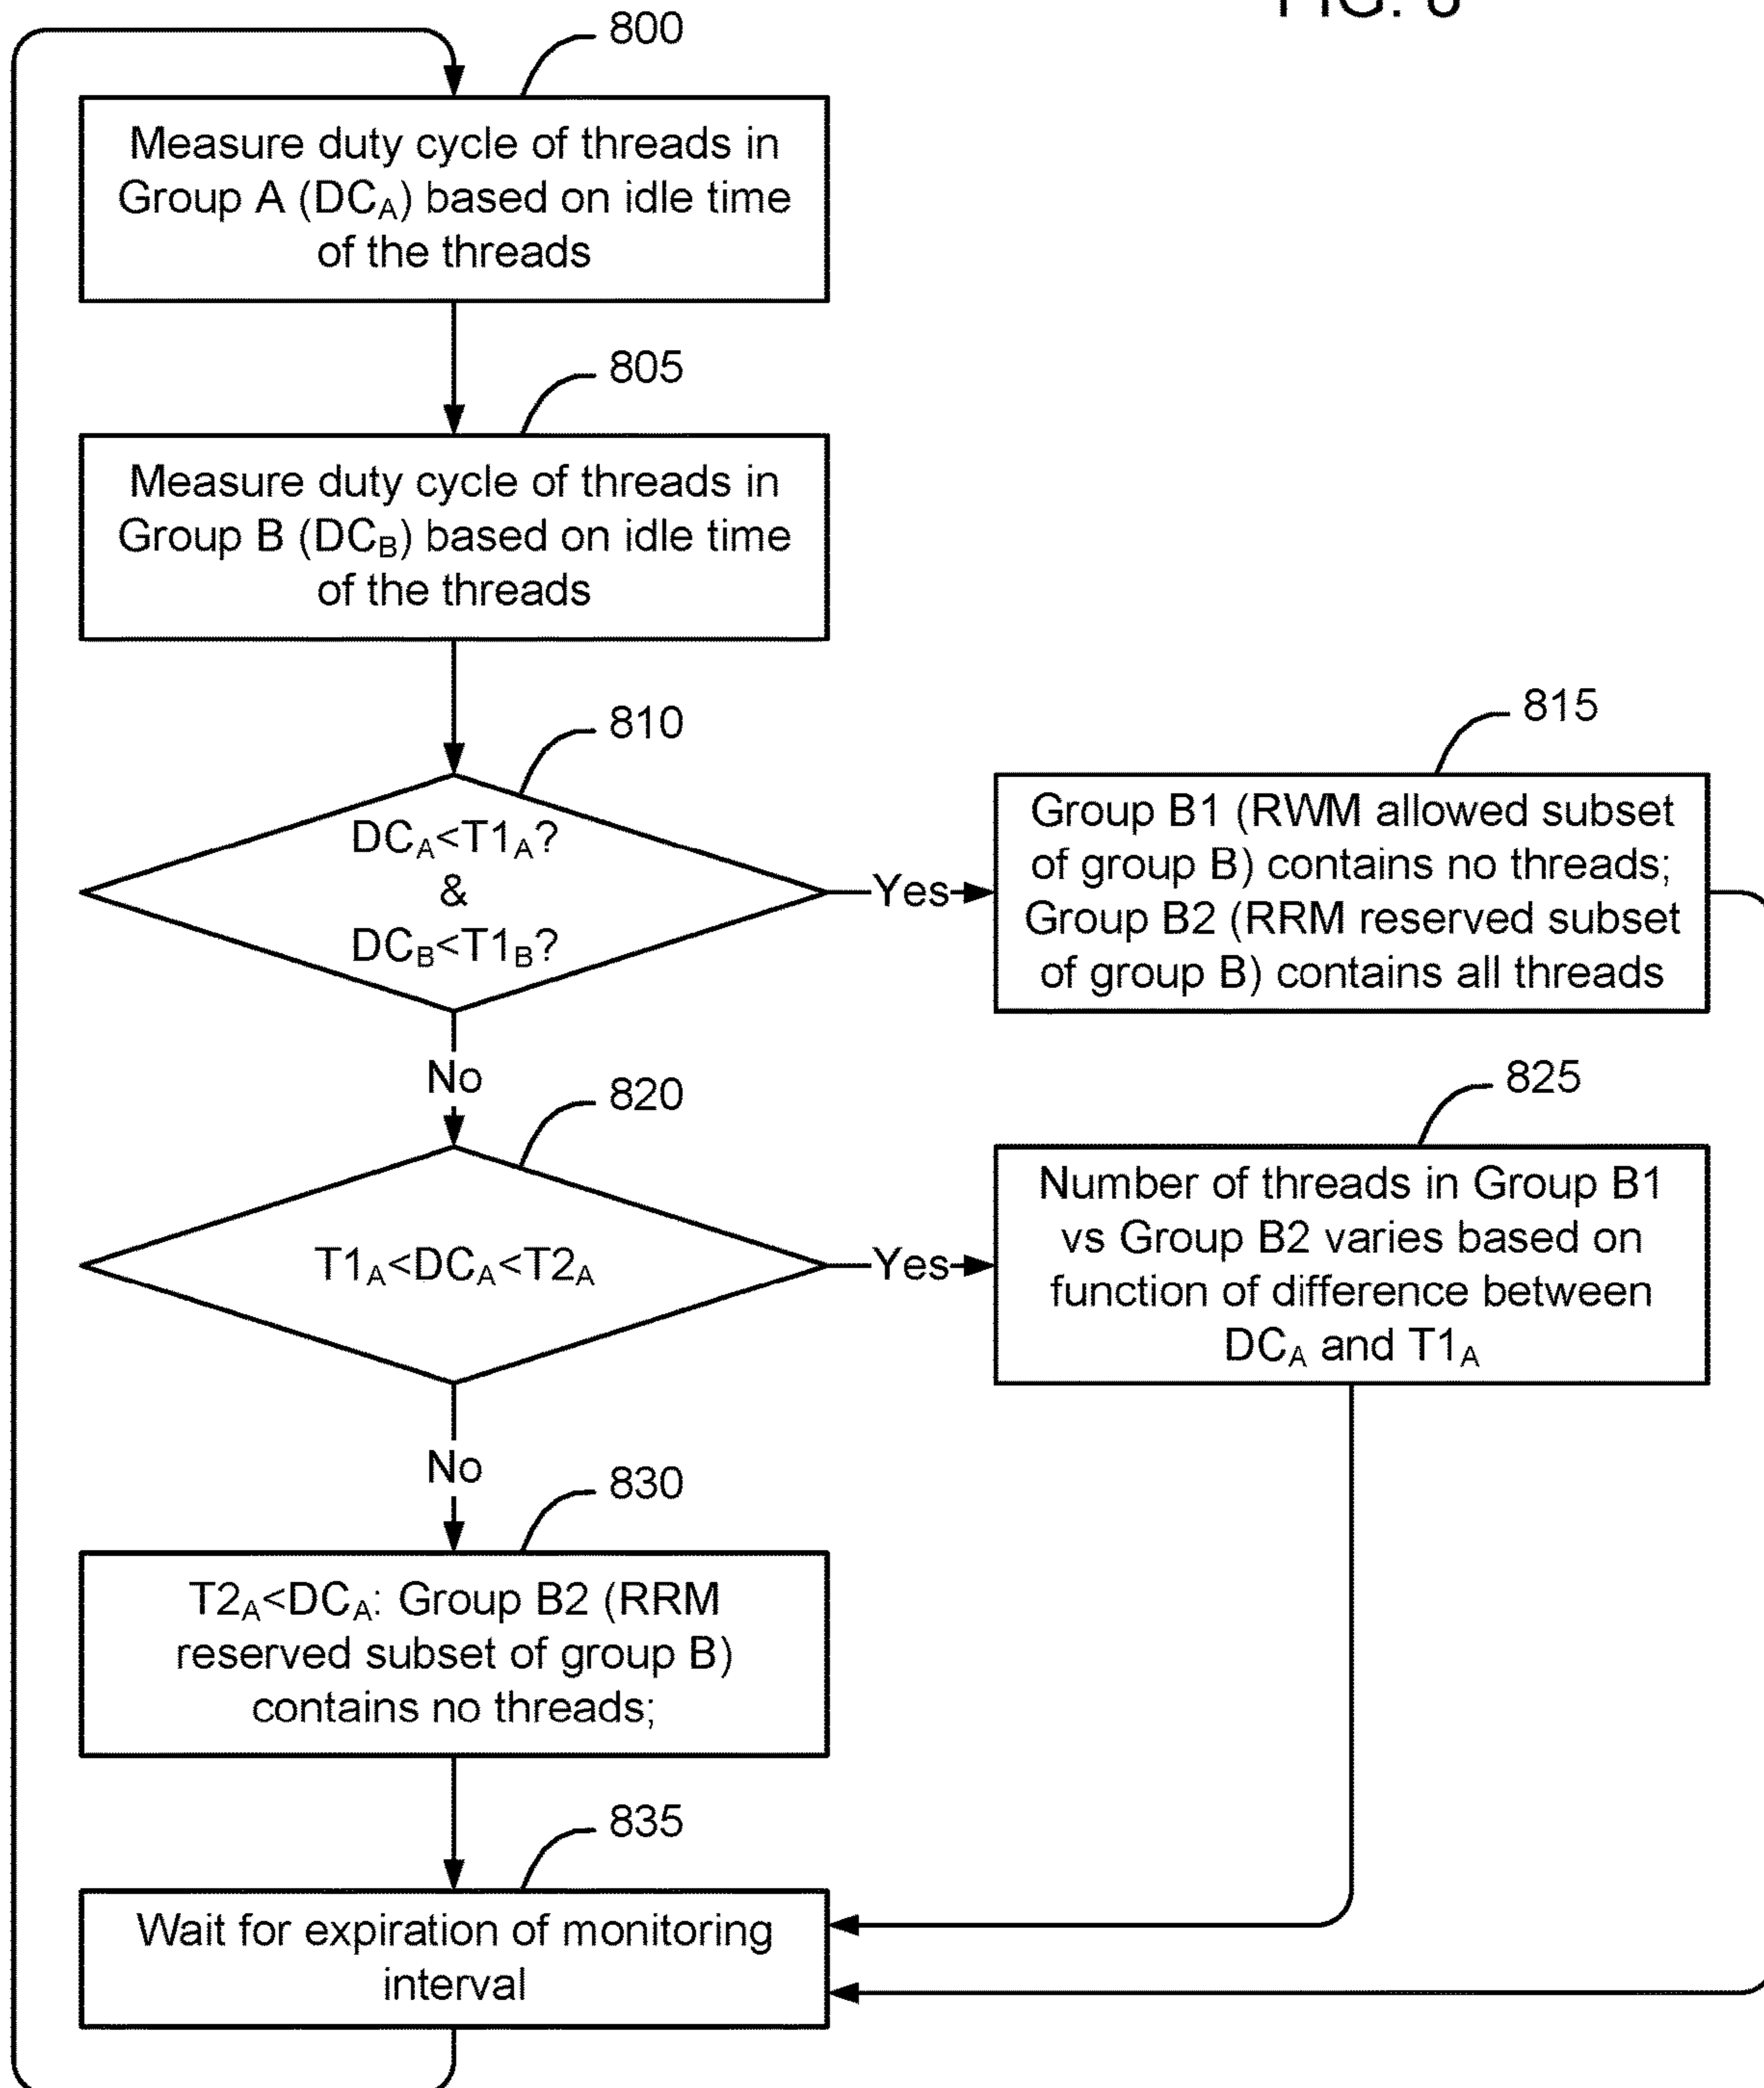 FIG. 8
800
Measure duty cycle of threads in
Group A (DCA) based on idle time
of the threads
805
Measure duty cycle of threads in
Group B (DCB) based on idle time
of the threads
810
DCA<T1A?
&
DCB<T1B?
Yes
815
Group B1 (RWM allowed subset
of group B) contains no threads;
Group B2 (RRM reserved subset
of group B) contains all threads
No
820
T1A<DCA<T2A
Yes
825
Number of threads in Group B1
vs Group B2 varies based on
function of difference between
DCA and T1A
No
830
T2A<DCA: Group B2 (RRM
reserved subset of group B)
contains no threads;
835
Wait for expiration of monitoring
interval